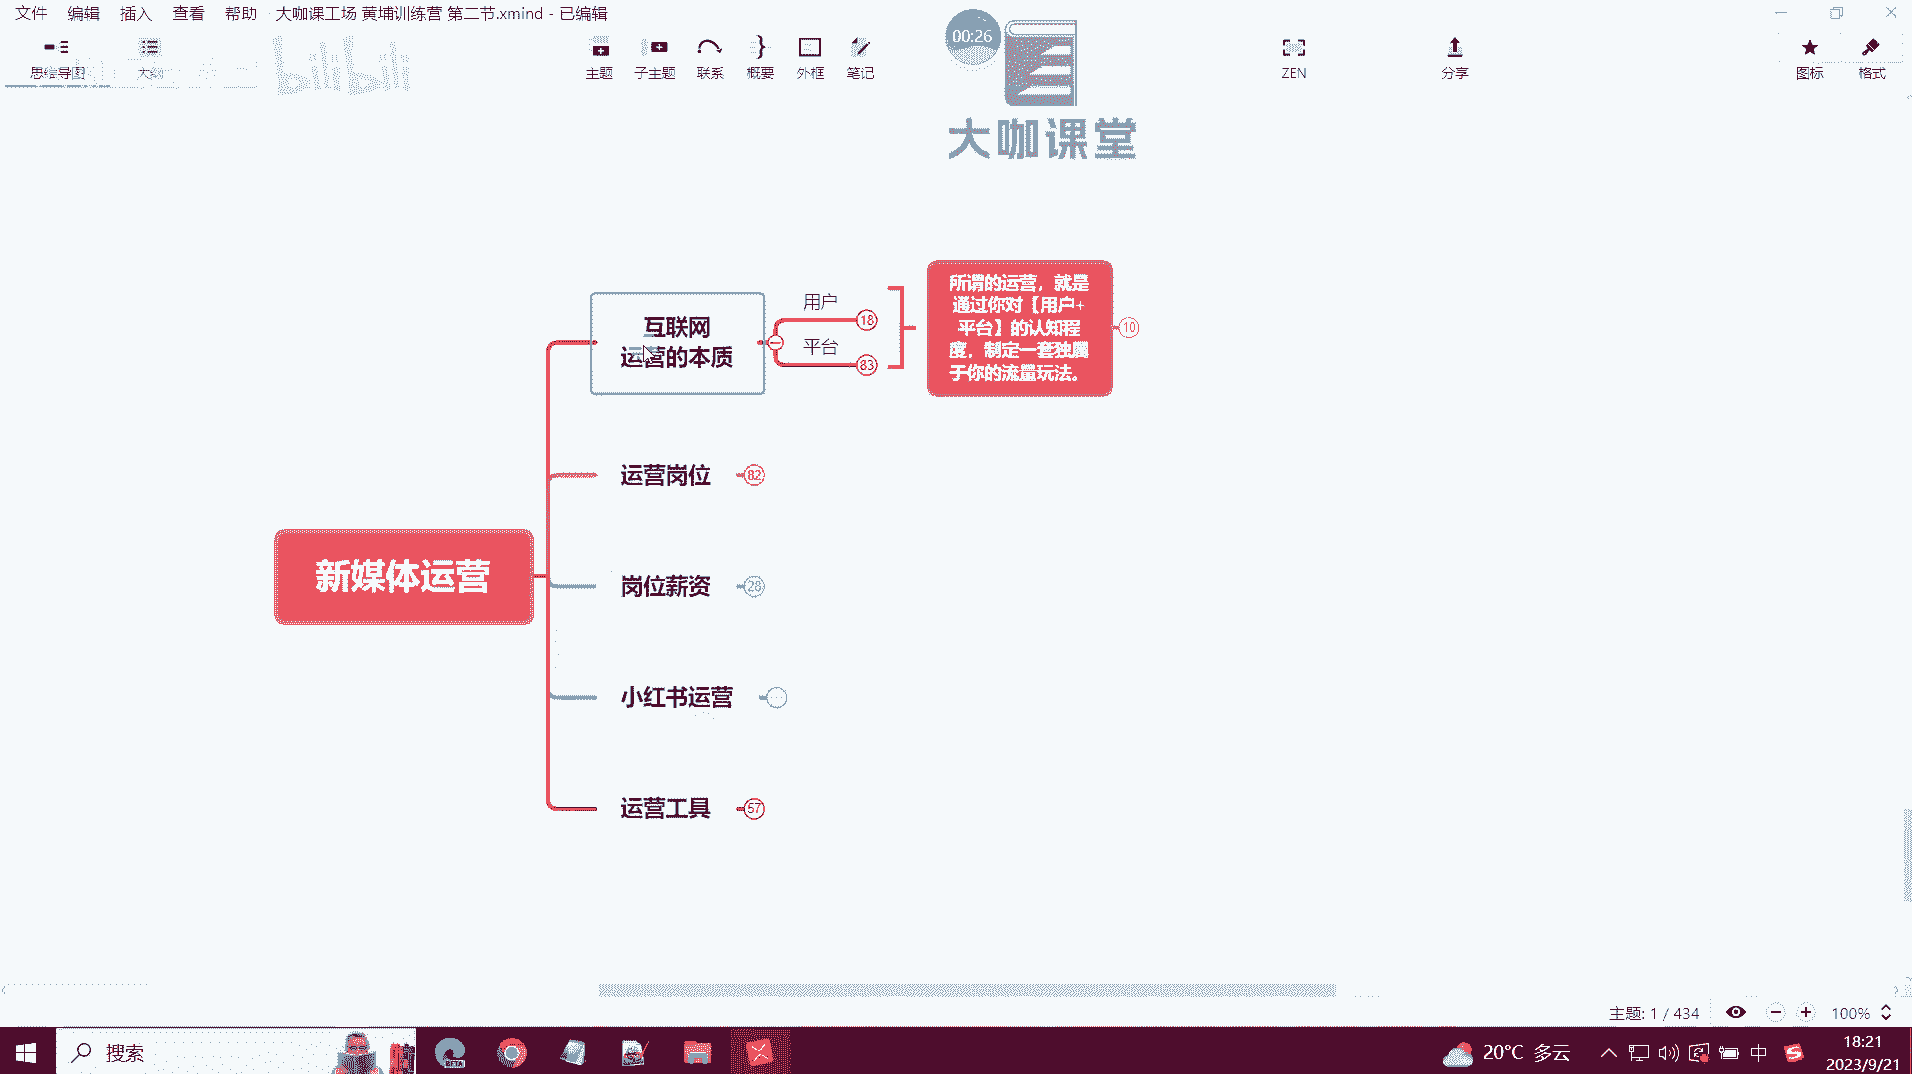 文件 编辑 插入 查看 帮助 大咖课工场 黄埔训练营 第二节.xmind - 已编辑
00:26
思维导图 大纲 bilibili 主题 子主题 联系 概要 外框 笔记 ZEN 分享 图标 格式
大咖课堂
互联网
运营的本质
用户
18
平台
83
所谓的运营，就是
通过你对【用户+
平台】的认知程
度，制定一套独属
于你的流量玩法。
10
运营岗位
82
岗位薪资
28
新媒体运营
小红书运营
运营工具
57
主题: 1 / 434 100%
搜索
BETA
20°C 多云
中
18:21
2023/9/21